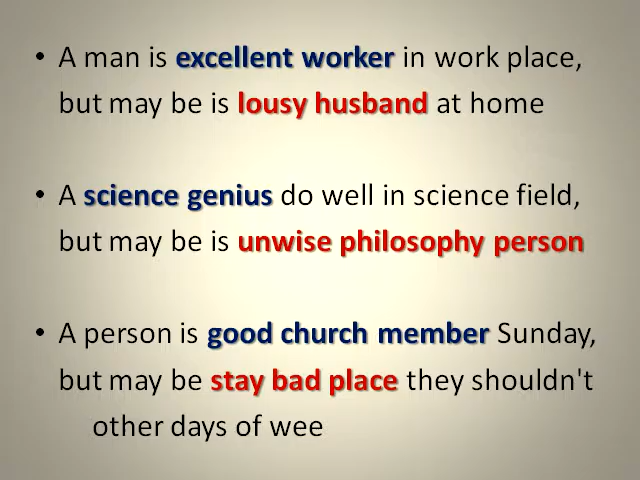 • A man is excellent worker in work place,
but may be is lousy husband at home
• A science genius do well in science field,
but may be is unwise philosophy person
• A person is good church member Sunday,
but may be stay bad place they shouldn't
other days of wee